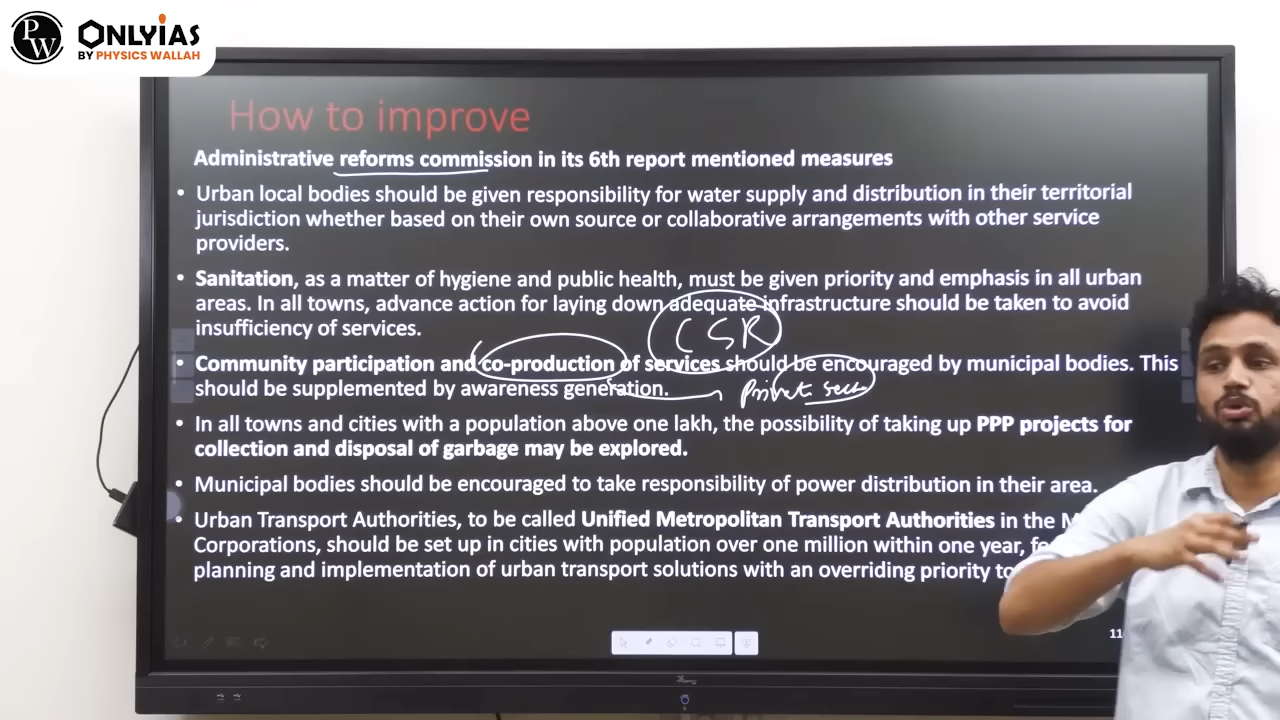 PW
ONLYIAS
BY PHYSICS WALLAH
How to improve
Administrative reforms commission in its 6th report mentioned measures
• Urban local bodies should be given responsibility for water supply and distribution in their territorial
jurisdiction whether based on their own source or collaborative arrangements with other service
providers.
• Sanitation, as a matter of hygiene and public health, must be given priority and emphasis in all urban
areas. In all towns, advance action for laying down adequate infrastructure should be taken to avoid
insufficiency of services.
CSR
• Community participation and co-production of services should be encouraged by municipal bodies. This
should be supplemented by awareness generation.
Private
• In all towns and cities with a population above one lakh, the possibility of taking up PPP projects for
collection and disposal of garbage may be explored.
• Municipal bodies should be encouraged to take responsibility of power distribution in their area.
• Urban Transport Authorities, to be called Unified Metropolitan Transport Authorities in the
Corporations, should be set up in cities with population over one million within one year,
planning and implementation of urban transport solutions with an overriding priority
11